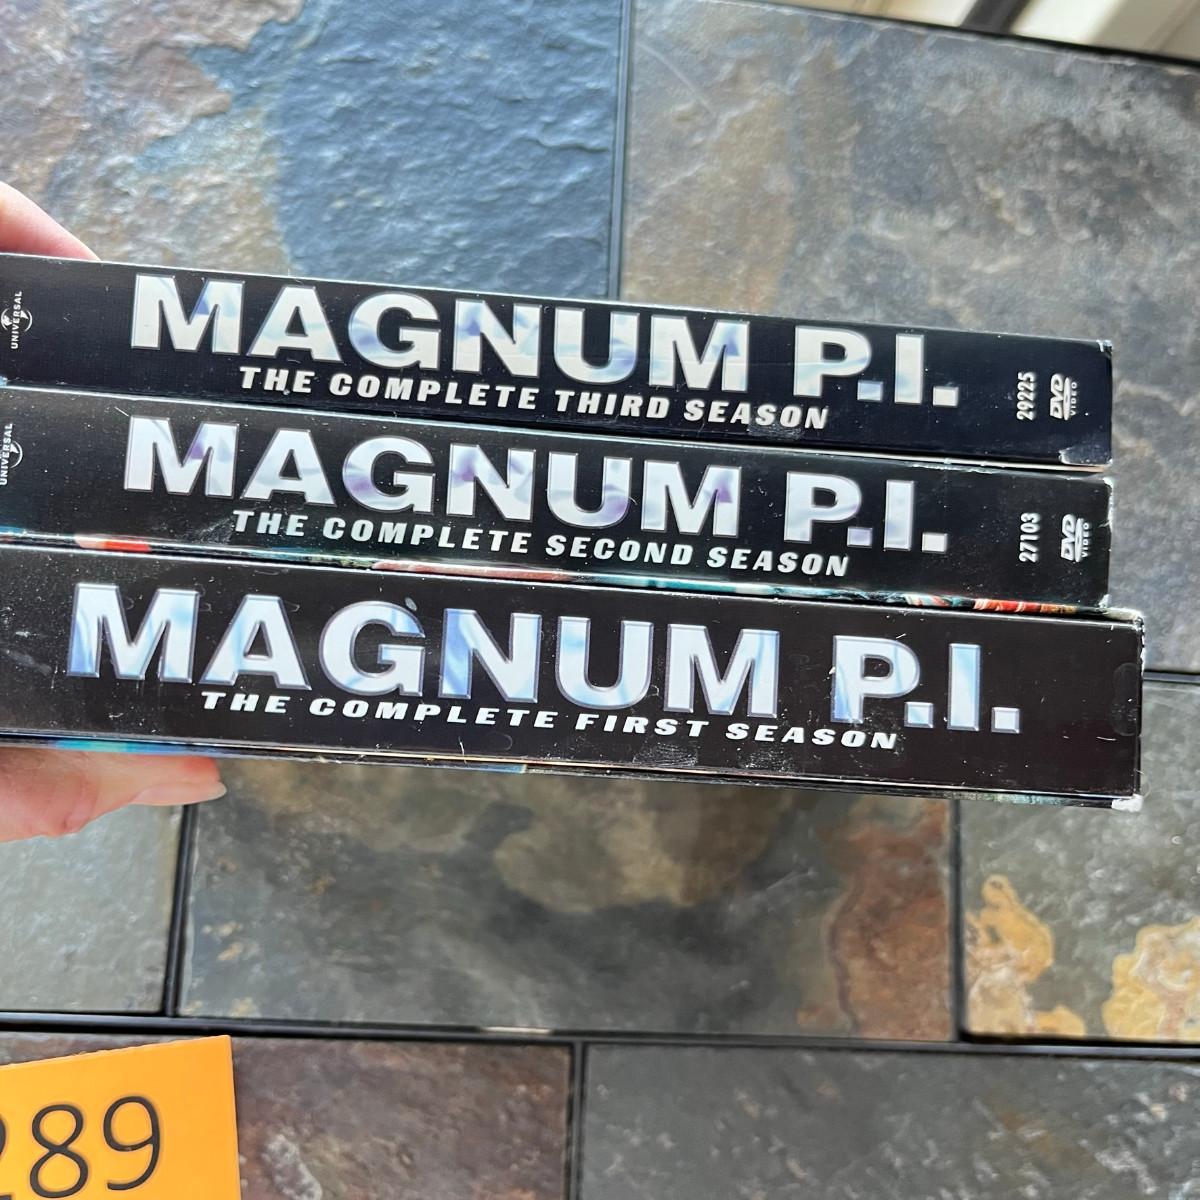 UNIVERSAL
MAGNUM P.I.
THE COMPLETE THIRD SEASON
29225
DVD
VIDEO
UNIVERSAL
MAGNUM P.I.
THE COMPLETE SECOND SEASON
27103
DVD
VIDEO
MAGNUM P.I.
THE COMPLETE FIRST SEASON
289